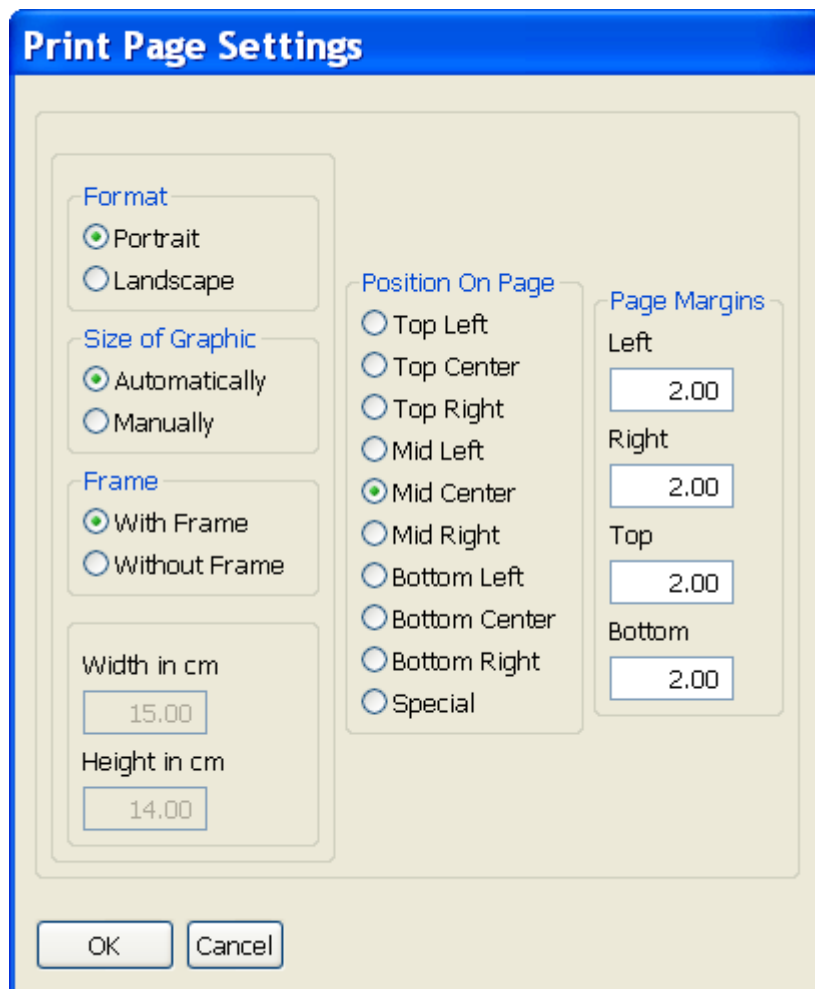 Print Page Settings
Format
Portrait
Landscape
Size of Graphic
Automatically
Manually
Frame
With Frame
Without Frame
Width in cm
15.00
Height in cm
14.00
Position On Page
Top Left
Top Center
Top Right
Mid Left
Mid Center
Mid Right
Bottom Left
Bottom Center
Bottom Right
Special
Page Margins
Left
2.00
Right
2.00
Top
2.00
Bottom
2.00
OK
Cancel